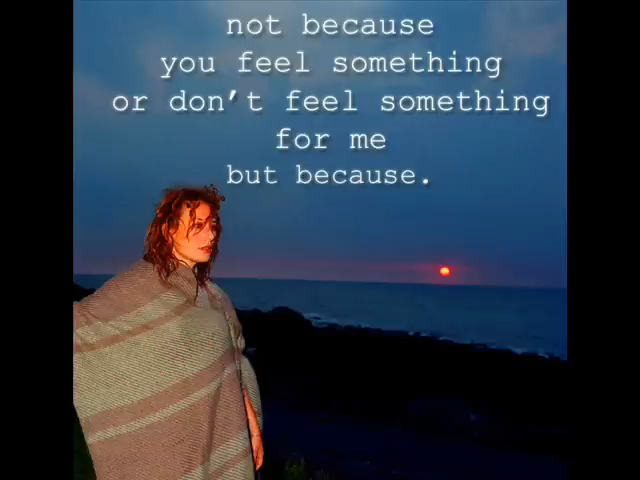 not because
you feel something
or don't feel something
for me
but because.